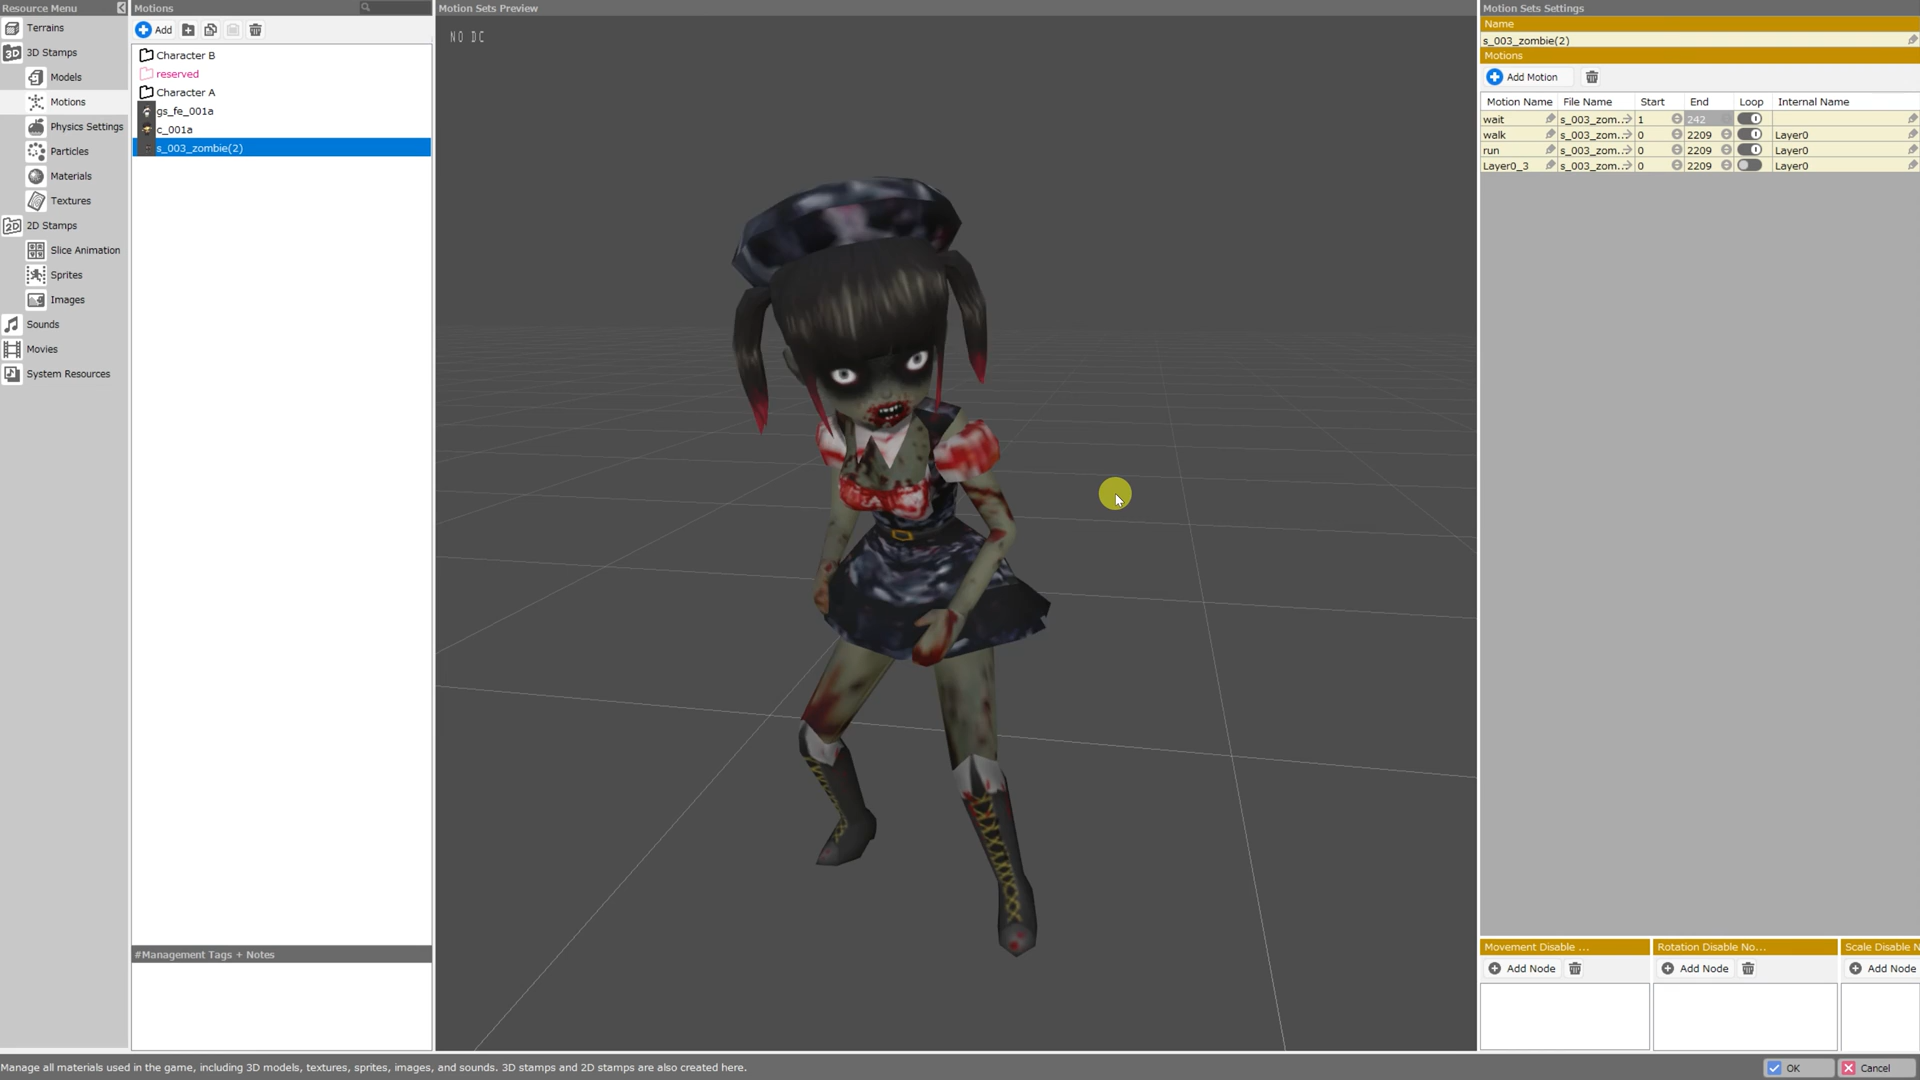 Resource Menu
Terrains
3D Stamps
Models
Motions
Physics Settings
Particles
Materials
Textures
2D Stamps
Slice Animation
Sprites
Images
Sounds
Movies
System Resources
Motions
Add
Character B
reserved
Character A
gs_fe_001a
c_001a
s_003_zombie(2)
#Management Tags + Notes
Motion Sets Preview
NO DC
Motion Sets Settings
Name
s_003_zombie(2)
Motions
Add Motion
Motion Name File Name Start End Loop Internal Name
wait s_003_zom... 1 242
walk s_003_zom... 0 2209 Layer0
run s_003_zom... 0 2209 Layer0
Layer0_3 s_003_zom... 0 2209 Layer0
Movement Disable ... Rotation Disable No... Scale Disable N
Add Node Add Node Add Node
Manage all materials used in the game, including 3D models, textures, sprites, images, and sounds. 3D stamps and 2D stamps are also created here.
OK Cancel